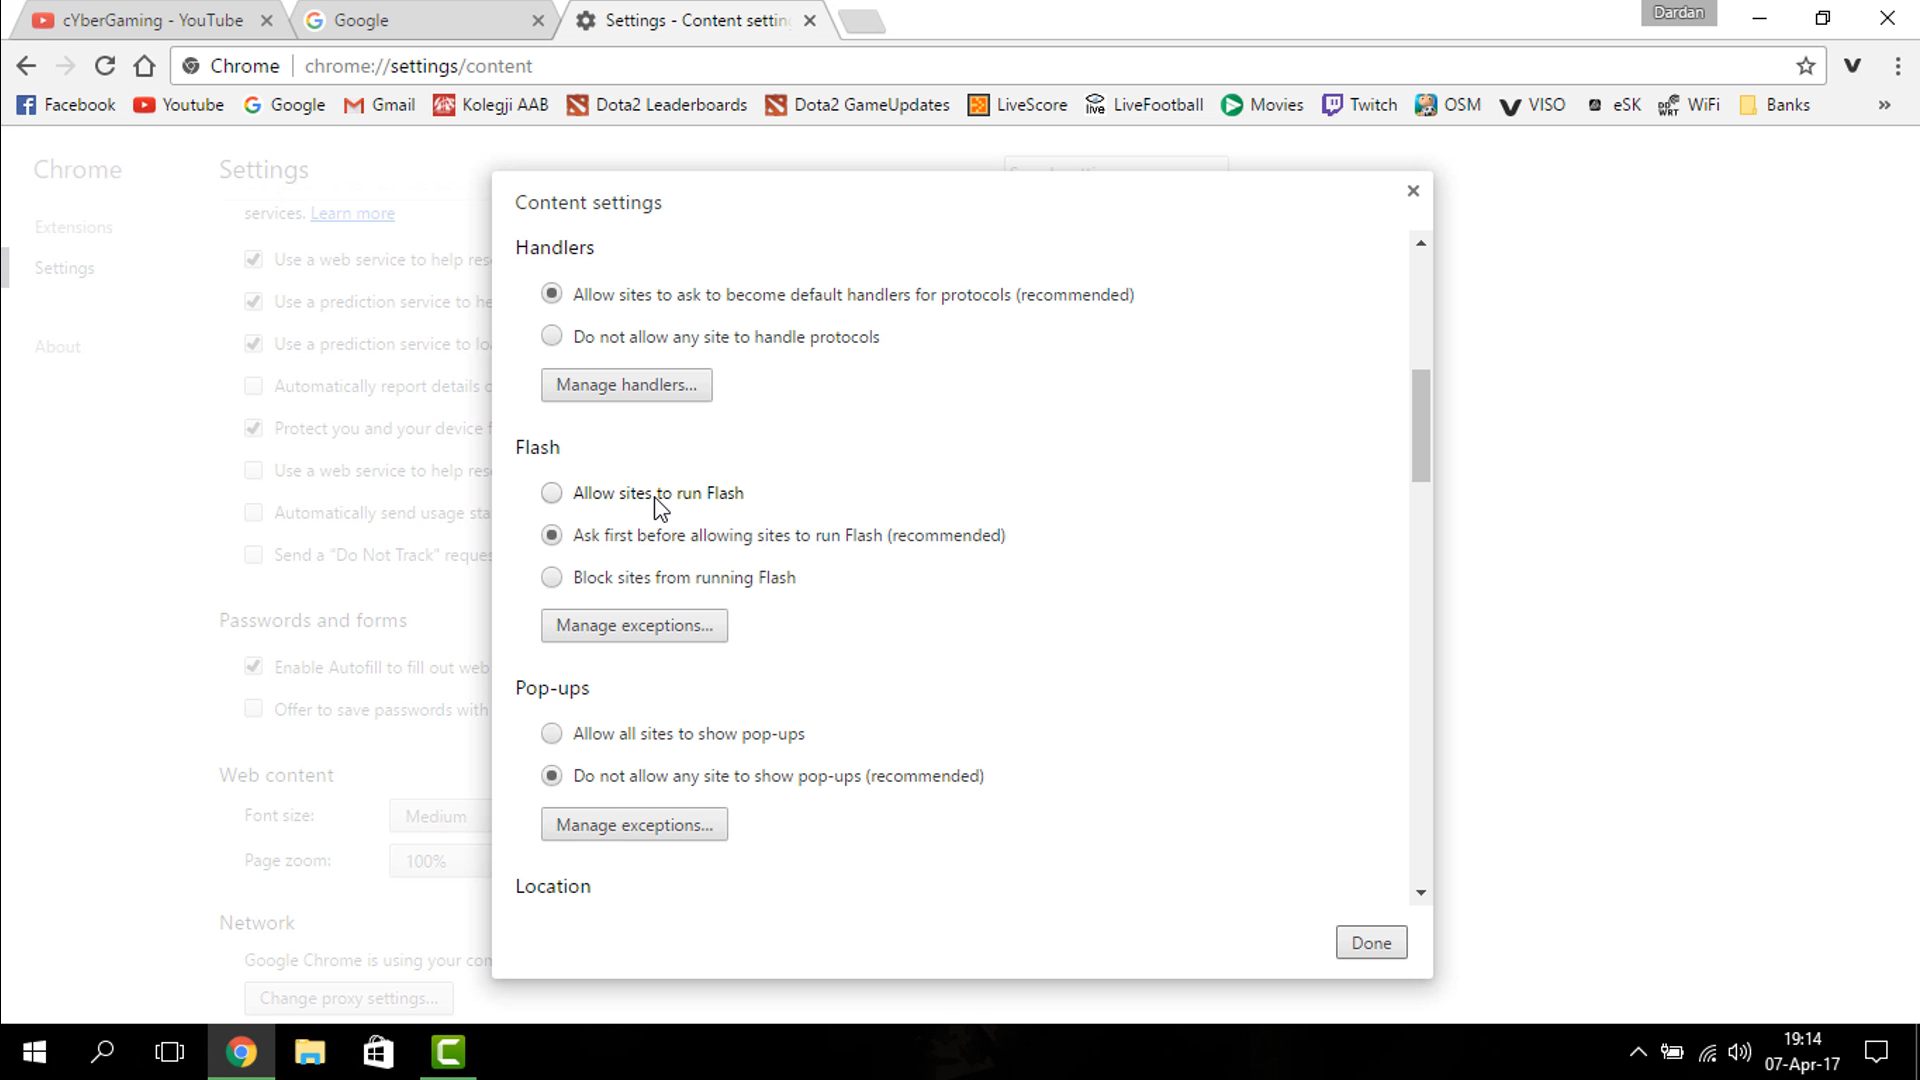 cYberGaming - YouTube
Google
Settings - Content settin
Dardan
Chrome
chrome://settings/content
Facebook
Youtube
Google
Gmail
Kolegji AAB
Dota2 Leaderboards
Dota2 GameUpdates
LiveScore
LiveFootball
Movies
Twitch
OSM
VISO
eSK
WiFi
Banks
»
Chrome
Extensions
Settings
About
Settings
services. Learn more
Use a web service to help res
Use a prediction service to he
Use a prediction service to lo
Automatically report details o
Protect you and your device f
Use a web service to help res
Automatically send usage sta
Send a "Do Not Track" reques
Passwords and forms
Enable Autofill to fill out web
Offer to save passwords with
Web content
Font size:
Medium
Page zoom:
100%
Network
Google Chrome is using your con
Change proxy settings...
Content settings
Handlers
Allow sites to ask to become default handlers for protocols (recommended)
Do not allow any site to handle protocols
Manage handlers...
Flash
Allow sites to run Flash
Ask first before allowing sites to run Flash (recommended)
Block sites from running Flash
Manage exceptions...
Pop-ups
Allow all sites to show pop-ups
Do not allow any site to show pop-ups (recommended)
Manage exceptions...
Location
Done
19:14
07-Apr-17